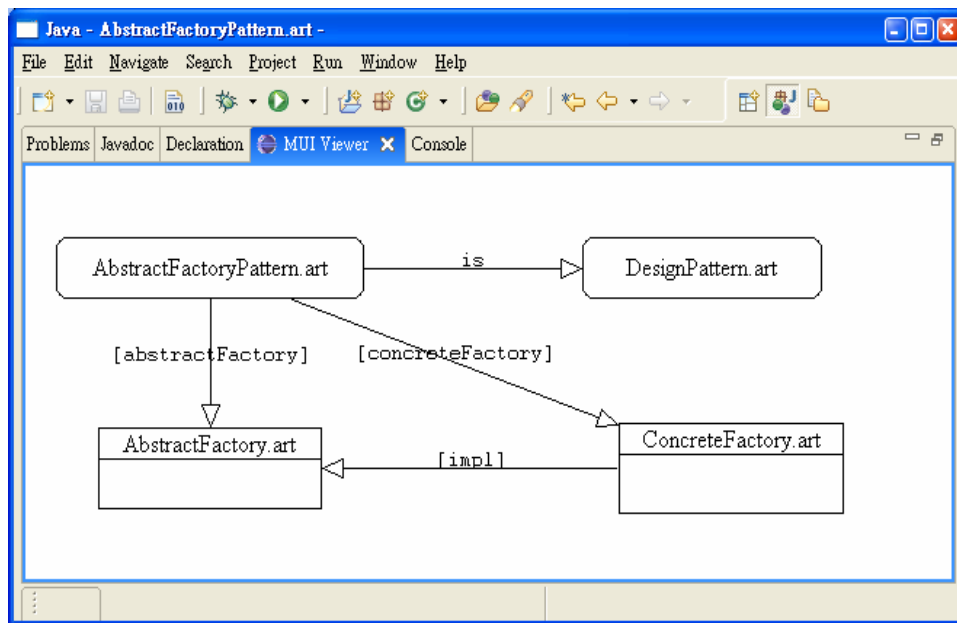 Java - AbstractFactoryPattern.art -
File Edit Navigate Search Project Run Window Help
010
Problems Javadoc Declaration MUI Viewer Console
AbstractFactoryPattern.art is DesignPattern.art
[abstractFactory] [concreteFactory]
AbstractFactory.art [impl] ConcreteFactory.art